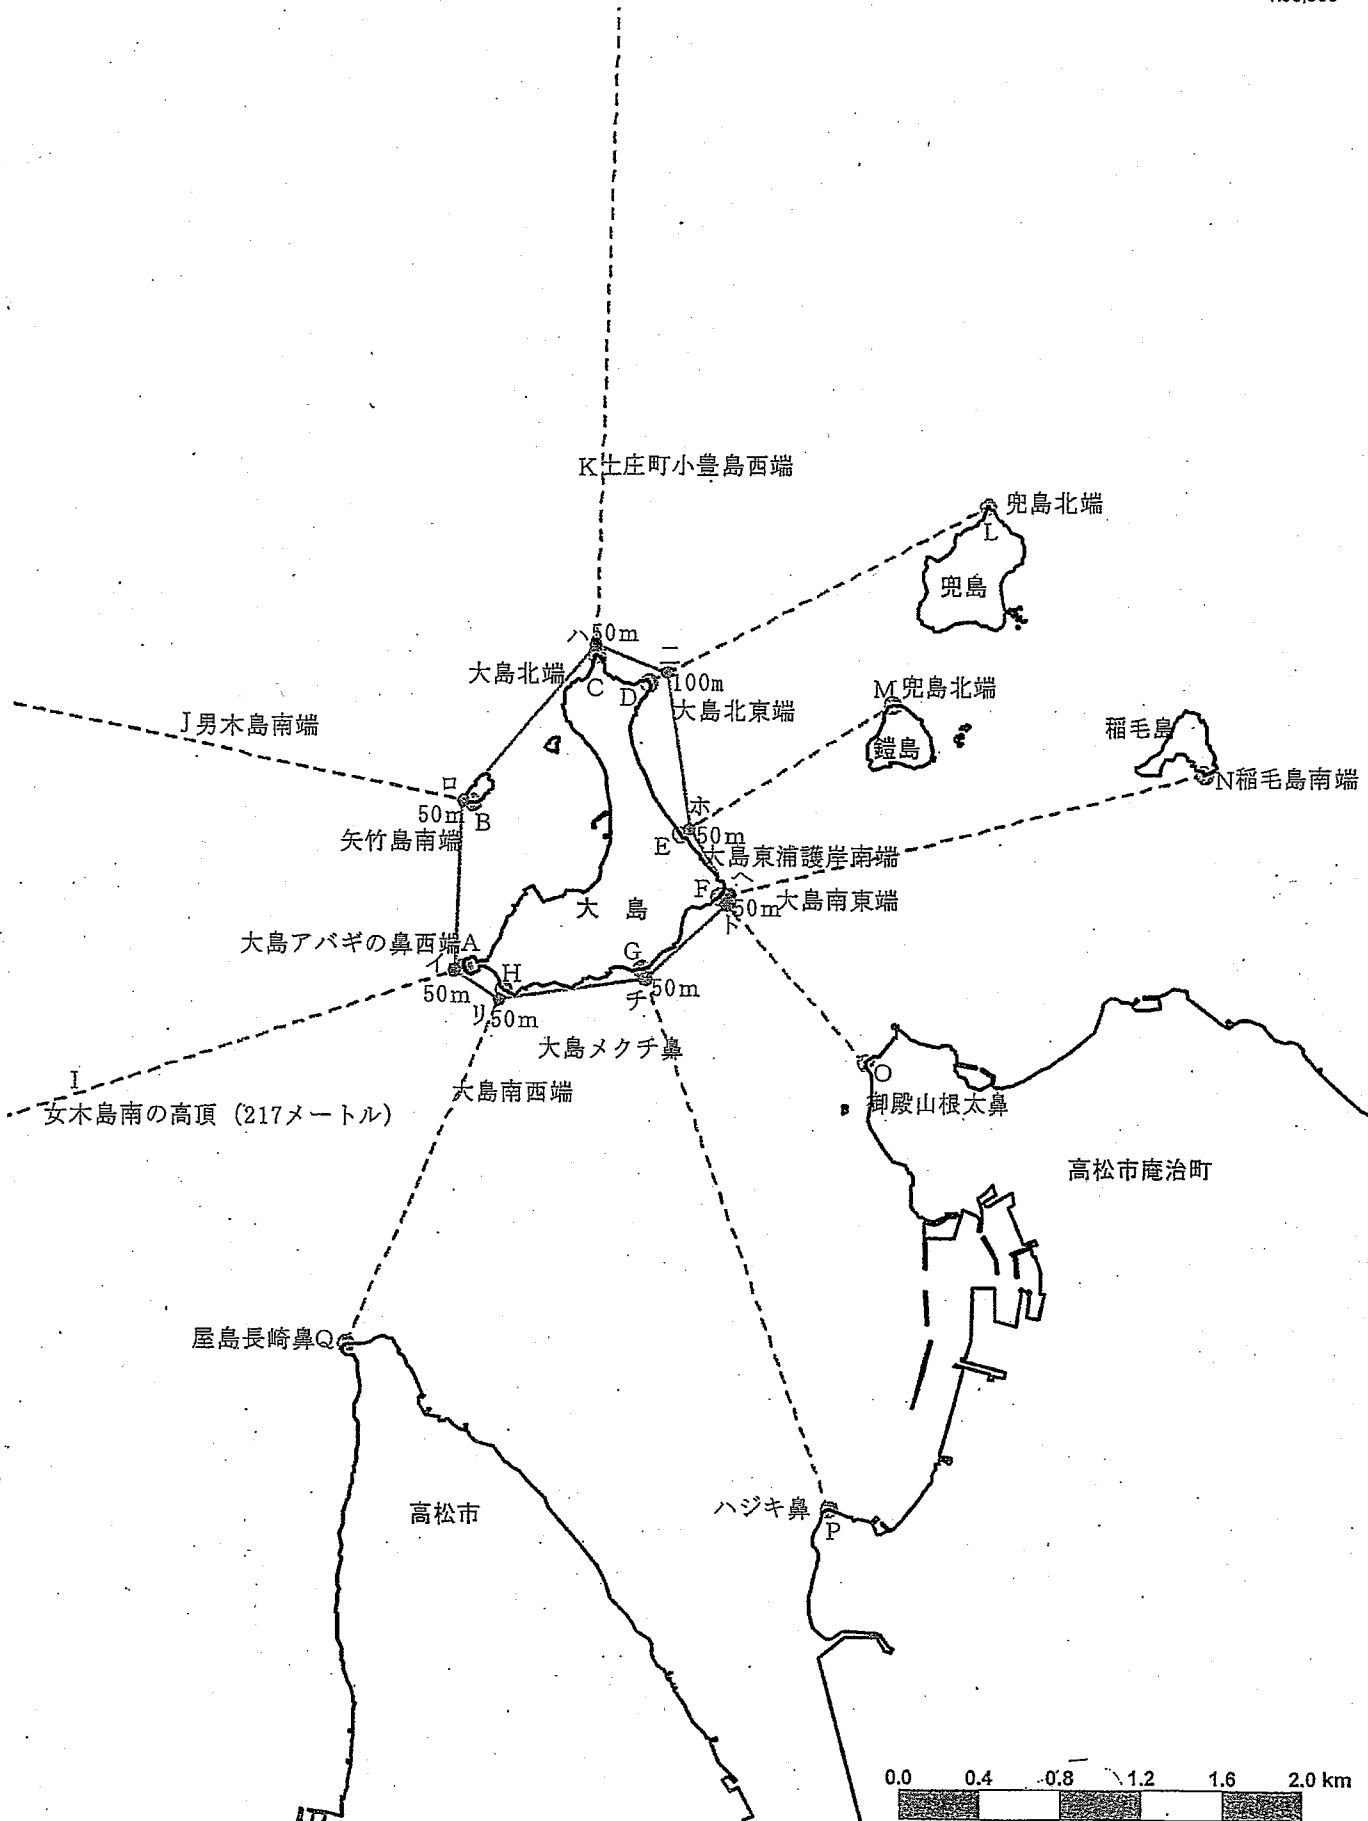 K土庄町小豊島西端
兜島北端
L
兜島
ハ50m
ニ
大島北端
C
D
100m
大島北東端
M兜島北端
J男木島南端
鎧島
稲毛島
N稲毛島南端
ロ
50m
B
矢竹島南端
ホ
50m
E
大島東浦護岸南端
F
ヘ
50m大島南東端
ト
大島
大島アバギの鼻西端A
イ
50m
H
G
チ50m
リ50m
大島メクチ鼻
大島南西端
I
女木島南の高頂(217メートル)
O
御殿山根太鼻
高松市庵治町
屋島長崎鼻Q
高松市
ハジキ鼻
P
0.0 0.4 0.8 1.2 1.6 2.0 km